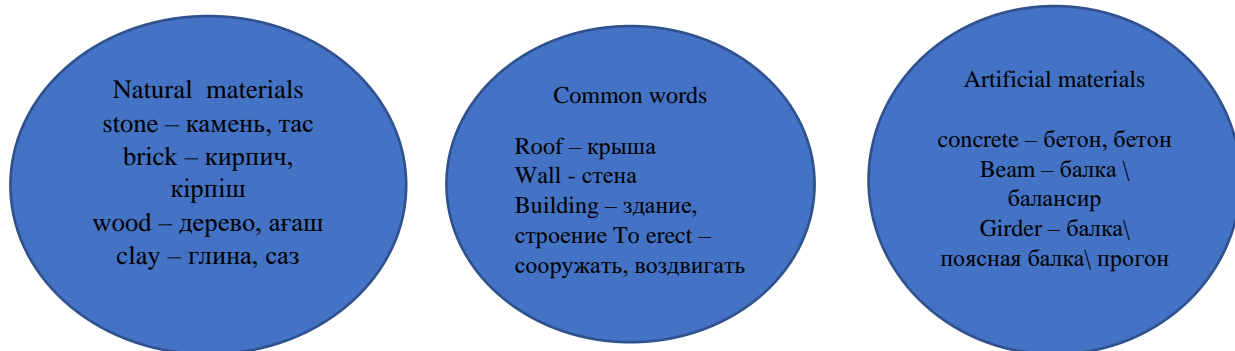 Natural materials
stone – камень, тас
brick – кирпич,
кірпіш
wood – дерево, ағаш
clay – глина, саз
Common words
Roof – крыша
Wall - стена
Building – здание,
строение To erect –
сооружать, воздвигать
Artificial materials
concrete – бетон, бетон
Beam – балка \
балансир
Girder – балка\
поясная балка\ прогон